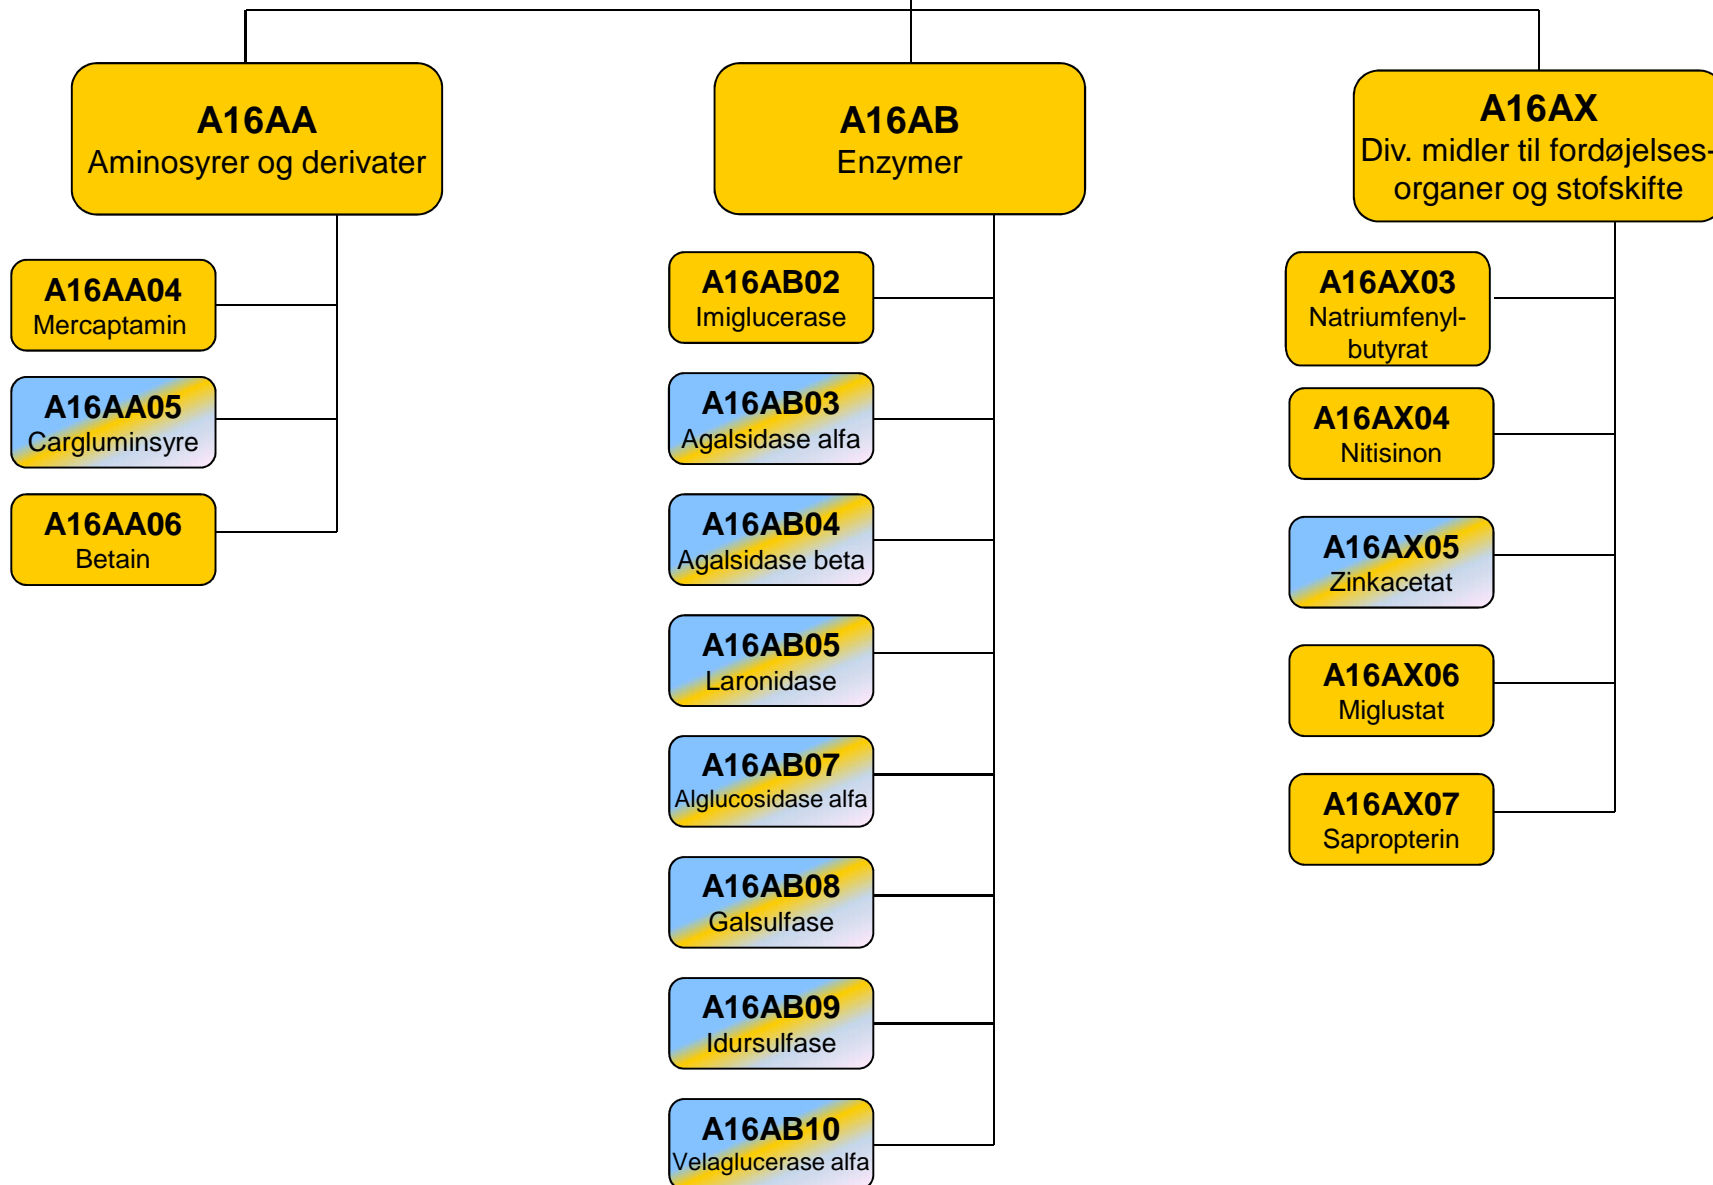 A16AA
Aminosyrer og derivater
A16AA04
Mercaptamin
A16AA05
Cargluminsyre
A16AA06
Betain
A16AB
Enzymer
A16AB02
Imiglucerase
A16AB03
Agalsidase alfa
A16AB04
Agalsidase beta
A16AB05
Laronidase
A16AB07
Alglucosidase alfa
A16AB08
Galsulfase
A16AB09
Idursulfase
A16AB10
Velaglucerase alfa
A16AX
Div. midler til fordøjelses-
organer og stofskifte
A16AX03
Natriumfenyl-
butyrat
A16AX04
Nitisinon
A16AX05
Zinkacetat
A16AX06
Miglustat
A16AX07
Sapropterin